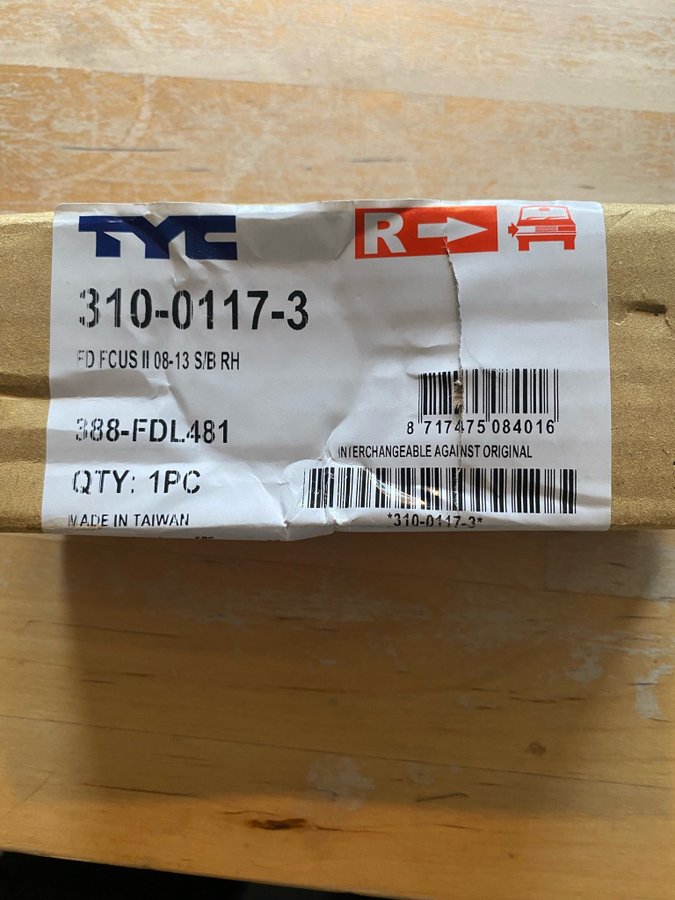 TYC
R
310-0117-3
FD FCUS II 08-13 S/B RH
388-FDL481
8 717475 084016
INTERCHANGEABLE AGAINST ORIGINAL
QTY: 1PC
MADE IN TAIWAN
*310-0117-3*